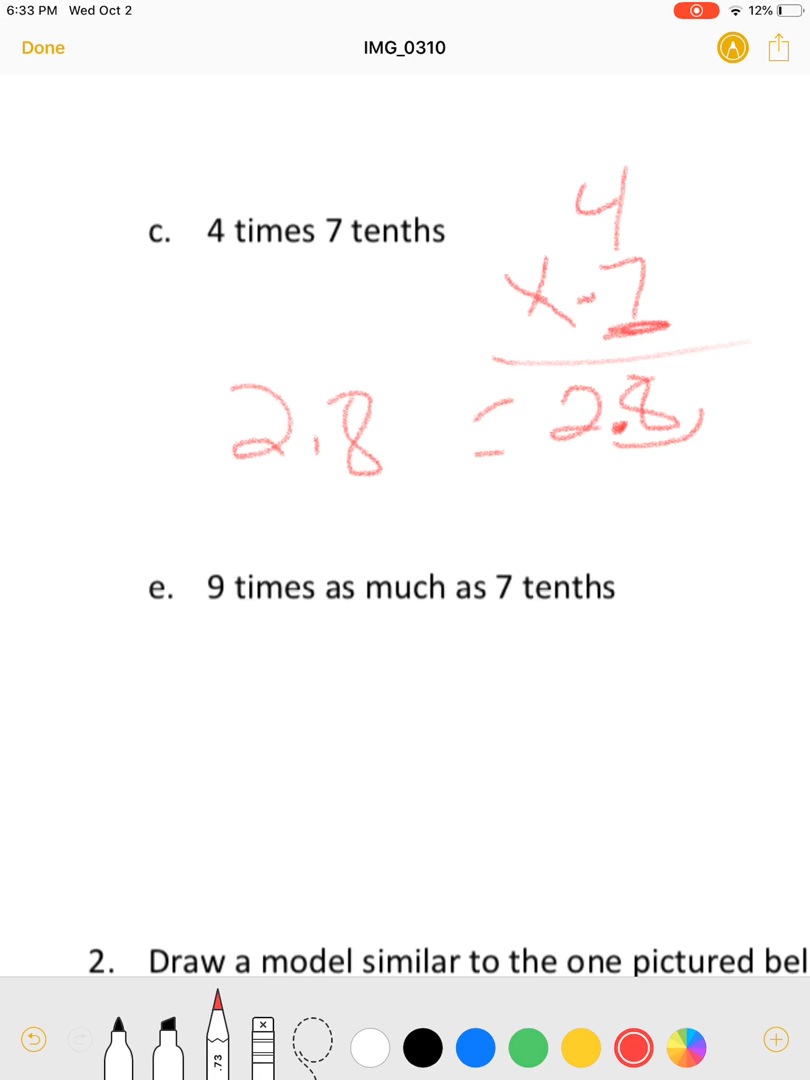 6:33 PM Wed Oct 2 12%
Done IMG_0310
c. 4 times 7 tenths
4
x .7
2.8 = 2.8
e. 9 times as much as 7 tenths
2. Draw a model similar to the one pictured bel
.73